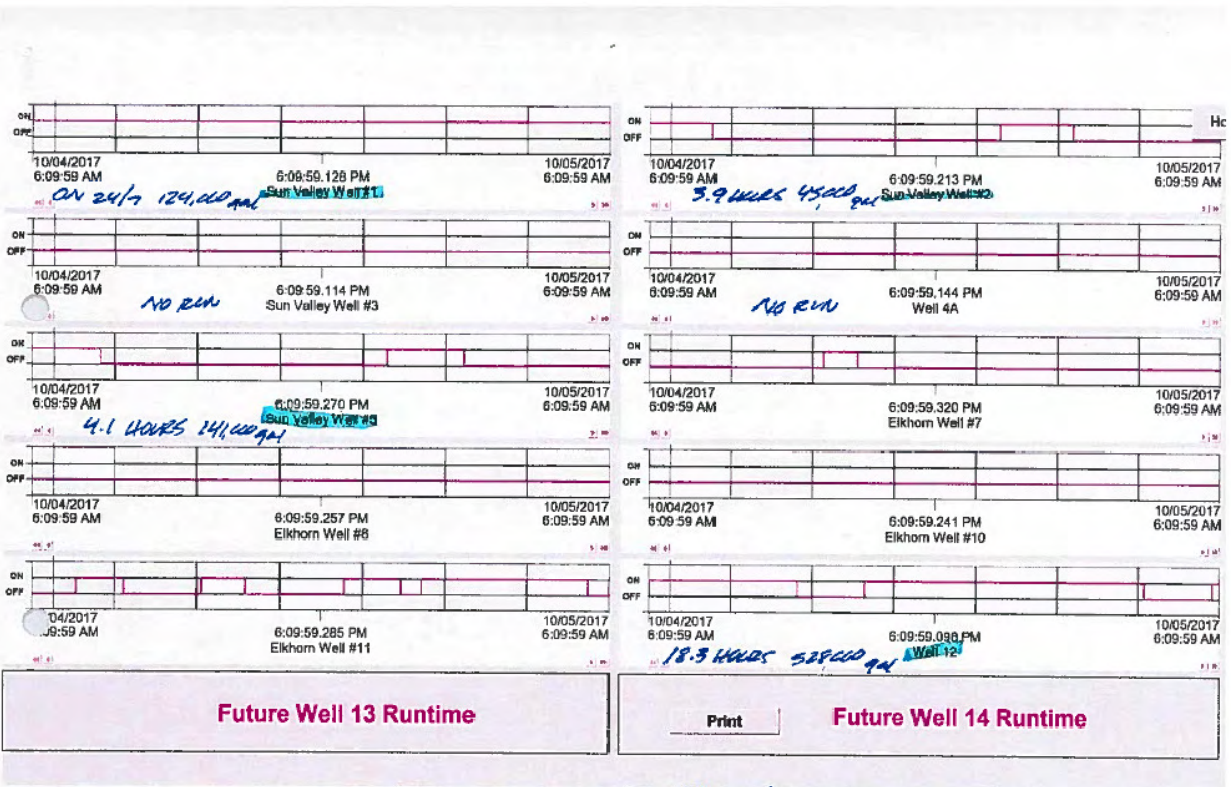 ON
OFF
10/04/2017 10/05/2017
6:09:59 AM 6:09:59.126 PM 6:09:59 AM
Sun Valley Well #1
ON 24/7 124,000 gal
ON
OFF
Ho
10/04/2017 10/05/2017
6:09:59 AM 6:09:59.213 PM 6:09:59 AM
Sun Valley Well #2
3.9 HOURS 45,000 gal
ON
OFF
10/04/2017 10/05/2017
6:09:59 AM 6:09:59.114 PM 6:09:59 AM
Sun Valley Well #3
NO RUN
ON
OFF
10/04/2017 10/05/2017
6:09:59 AM 6:09:59.144 PM 6:09:59 AM
Well 4A
NO RUN
ON
OFF
10/04/2017 10/05/2017
6:09:59 AM 6:09:59.270 PM 6:09:59 AM
Sun Valley Well
4.1 HOURS 141,000 gal
ON
OFF
10/04/2017 10/05/2017
6:09:59 AM 6:09:59.320 PM 6:09:59 AM
Elkhorn Well #7
ON
OFF
10/04/2017 10/05/2017
6:09:59 AM 6:09:59.257 PM 6:09:59 AM
Elkhorn Well
ON
OFF
10/04/2017 10/05/2017
6:09:59 AM 6:09:59.241 PM 6:09:59 AM
Elkhorn Well #10
ON
OFF
04/2017 10/05/2017
:09:59 AM 6:09:59.285 PM 6:09:59 AM
Elkhorn Well #11
ON
OFF
10/04/2017 10/05/2017
6:09:59 AM 6:09:59.098 PM 6:09:59 AM
Well 12
18.3 HOURS 528000 gal
Future Well 13 Runtime
Print Future Well 14 Runtime